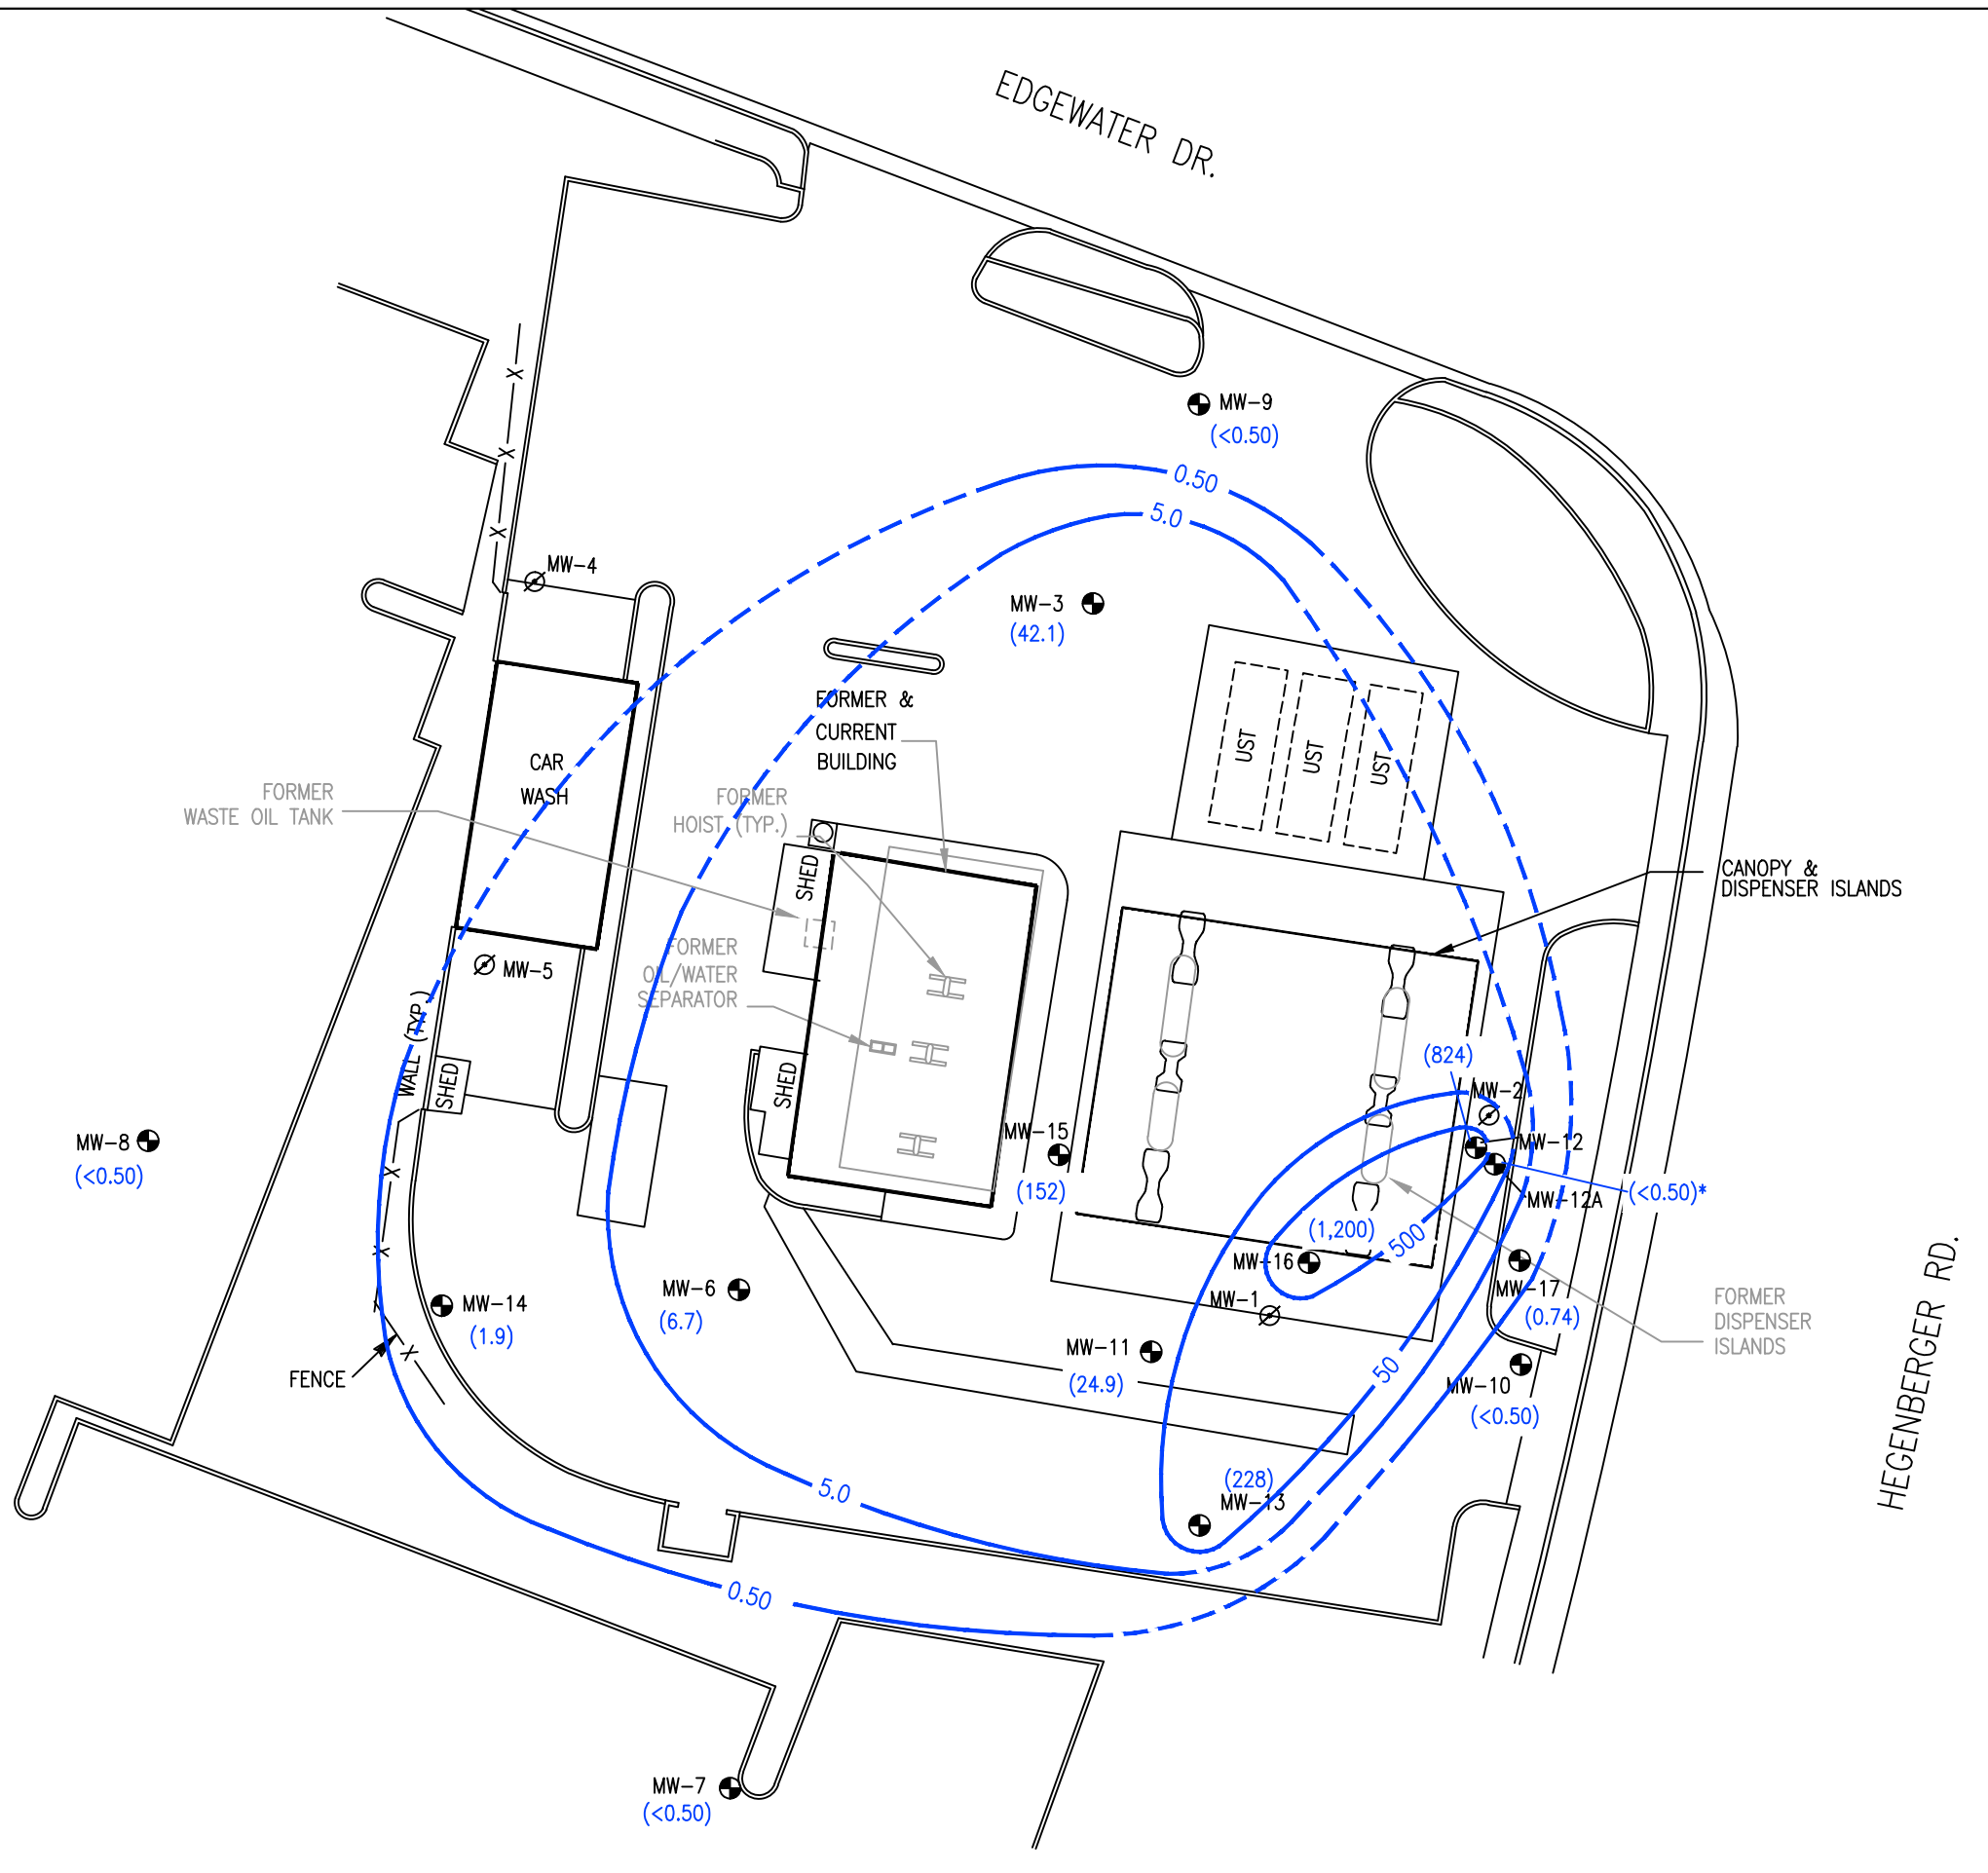 EDGEWATER DR.
MW-9
(<0.50)
0.50
5.0
X
X
X
MW-4
MW-3
(42.1)
FORMER &
CURRENT
BUILDING
UST
UST
UST
CAR
WASH
FORMER
WASTE OIL TANK
FORMER
HOIST (TYP.)
SHED
CANOPY &
DISPENSER ISLANDS
FORMER
OIL/WATER
SEPARATOR
MW-5
WALL (TYP.)
SHED
SHED
(824)
MW-2
MW-12
MW-12A
(<0.50)*
MW-15
(152)
MW-8
(<0.50)
X
X
X
(1,200)
500
MW-16
MW-1
MW-17
(0.74)
FORMER
DISPENSER
ISLANDS
HEGENBERGER RD.
MW-14
(1.9)
MW-6
(6.7)
MW-11
(24.9)
50
MW-10
(<0.50)
FENCE
5.0
(228)
MW-13
0.50
MW-7
(<0.50)